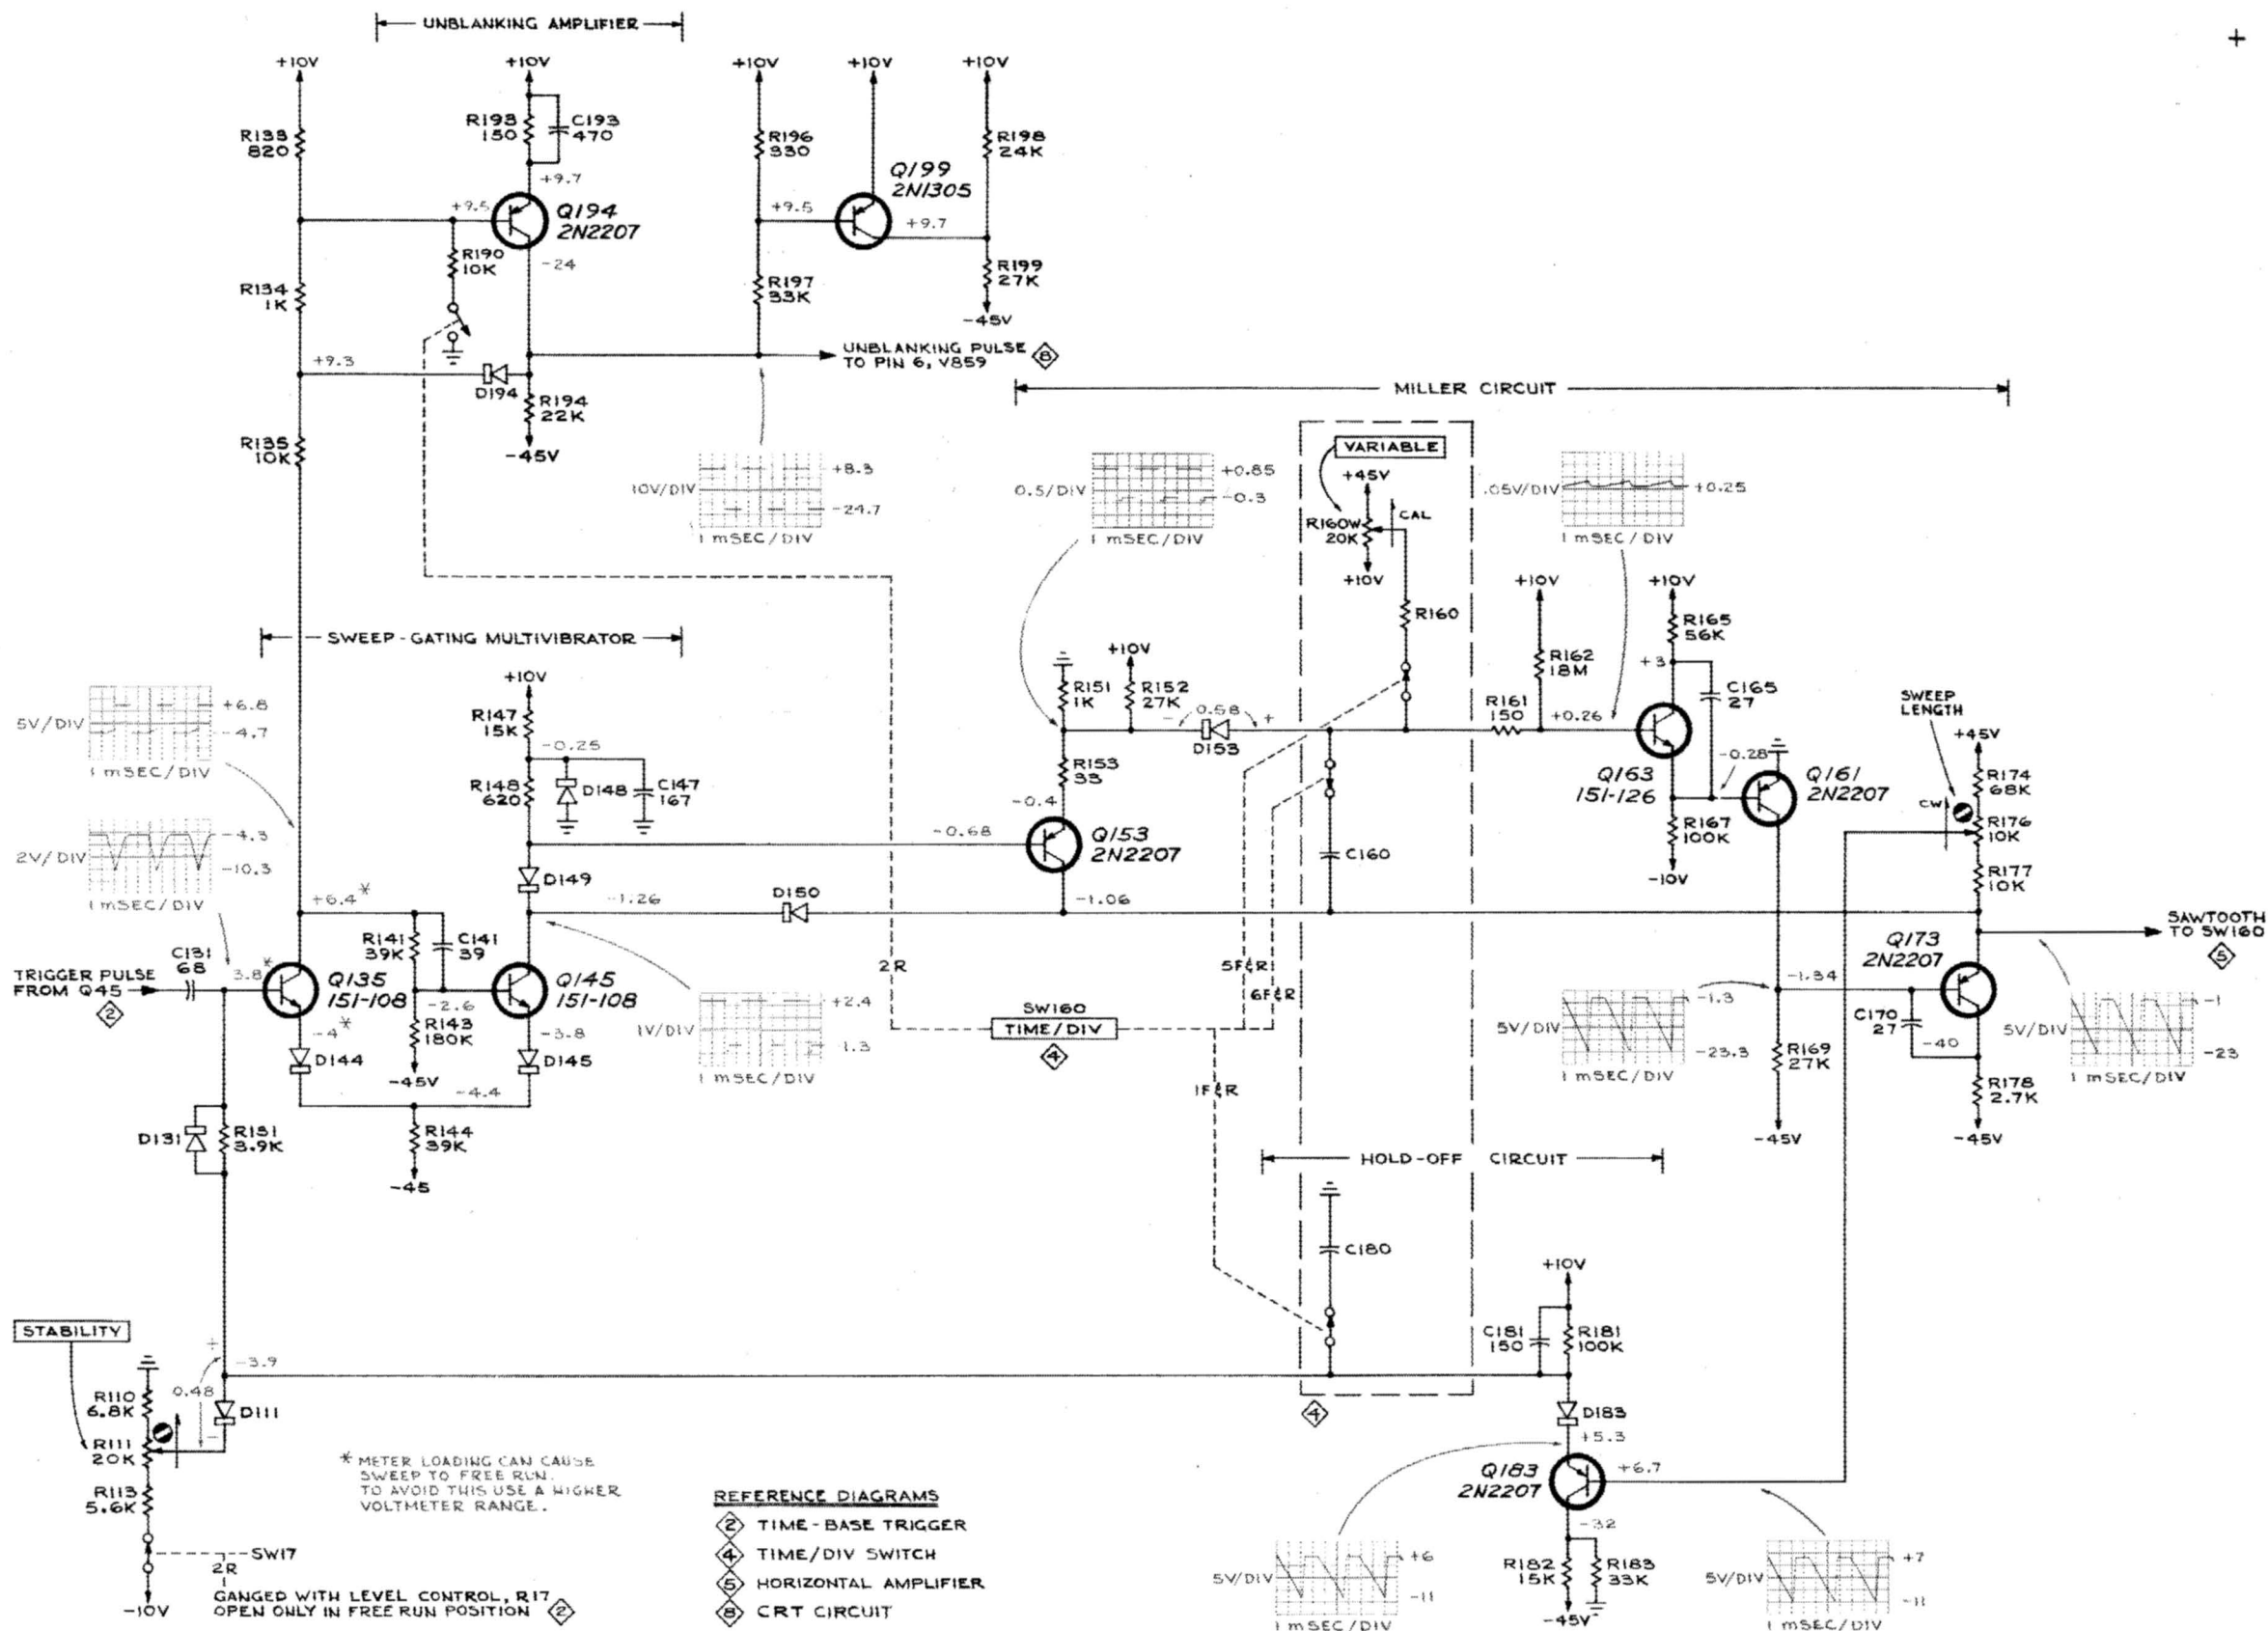 UNBLANKING AMPLIFIER
+
+10V
+10V
+10V
+10V
+10V
R133
820
R193
150
C193
470
R196
330
R198
24K
Q199
2N1305
+9.7
+9.5
Q194
2N2207
+9.5
+9.7
R190
10K
-24
R134
1K
R197
33K
R199
27K
-45V
UNBLANKING PULSE
TO PIN 6, V859
8
+9.3
D194
R194
22K
-45V
MILLER CIRCUIT
R135
10K
VARIABLE
+45V
10V/DIV
+8.3
-24.7
1 mSEC/DIV
0.5/DIV
+0.85
-0.3
1 mSEC/DIV
R160W
20K
CAL
+10V
.05V/DIV
+0.25
1 mSEC/DIV
R160
+10V
+10V
R165
56K
SWEEP-GATING MULTIVIBRATOR
+10V
+10V
R151
1K
R152
27K
R162
18M
+3
C165
27
SWEEP
LENGTH
5V/DIV
+6.8
-4.7
1 mSEC/DIV
R147
15K
-0.25
- 0.58 +
D153
R161
150
+0.26
+45V
R148
620
D148
C147
167
R153
33
-0.4
Q163
151-126
-0.28
Q161
2N2207
R174
68K
CW
R176
10K
2V/DIV
-4.3
-10.3
1 mSEC/DIV
-0.68
Q153
2N2207
C160
R167
100K
-10V
R177
10K
D149
+6.4*
-1.26
D150
-1.06
SAWTOOTH
TO SW160
5
C131
68
R141
39K
C141
39
Q173
2N2207
TRIGGER PULSE
FROM Q45
2
3.8*
Q135
151-108
-2.6
Q145
151-108
2R
5F&R
6F&R
-1.34
-4*
R143
180K
-3.8
1V/DIV
+2.4
-1.3
1 mSEC/DIV
SW160
TIME/DIV
4
5V/DIV
-1.3
-23.3
1 mSEC/DIV
C170
27
-40
5V/DIV
-1
-23
1 mSEC/DIV
D144
-45V
D145
-4.4
1F&R
R169
27K
R178
2.7K
D131
R131
3.9K
R144
39K
-45
-45V
-45V
HOLD-OFF CIRCUIT
C180
+10V
STABILITY
C181
150
R181
100K
+
-3.9
R110
6.8K
0.48
D111
-
R111
20K
4
D183
+5.3
R113
5.6K
* METER LOADING CAN CAUSE
SWEEP TO FREE RUN.
TO AVOID THIS USE A HIGHER
VOLTMETER RANGE.
Q183
2N2207
+6.7
-32
REFERENCE DIAGRAMS
2 TIME-BASE TRIGGER
4 TIME/DIV SWITCH
5 HORIZONTAL AMPLIFIER
8 CRT CIRCUIT
SW17
2R
GANGED WITH LEVEL CONTROL, R17
OPEN ONLY IN FREE RUN POSITION 2
-10V
5V/DIV
+6
-11
1 mSEC/DIV
R182
15K
R183
33K
-45V
5V/DIV
+7
-11
1 mSEC/DIV